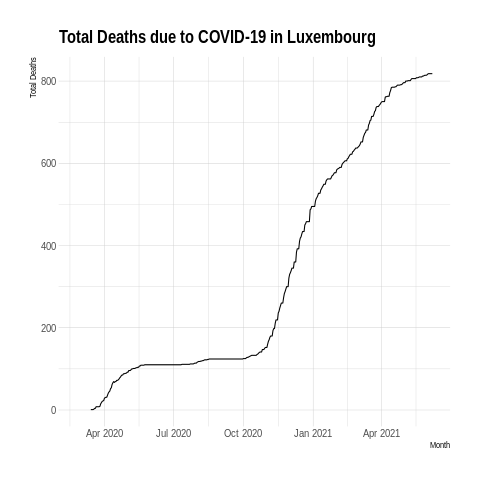 Total Deaths due to COVID-19 in Luxembourg
Total Deaths
800
600
400
200
0
Apr 2020 Jul 2020 Oct 2020 Jan 2021 Apr 2021
Month